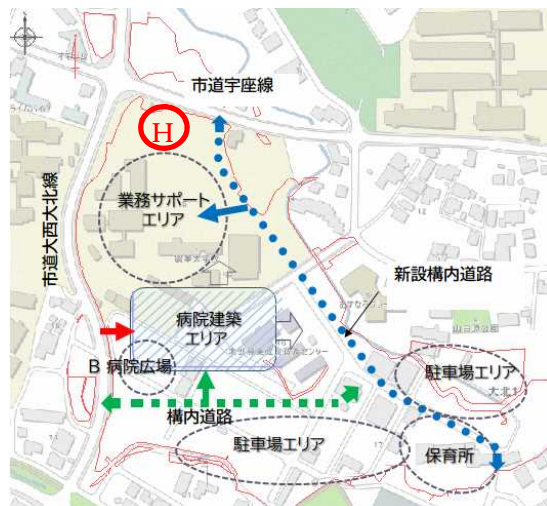 市道宇座線
H
業務サポート
エリア
市道大西大北線
新設構内道路
病院建築
エリア
B 病院広場
駐車場エリア
大北1
構内道路
駐車場エリア
保育所